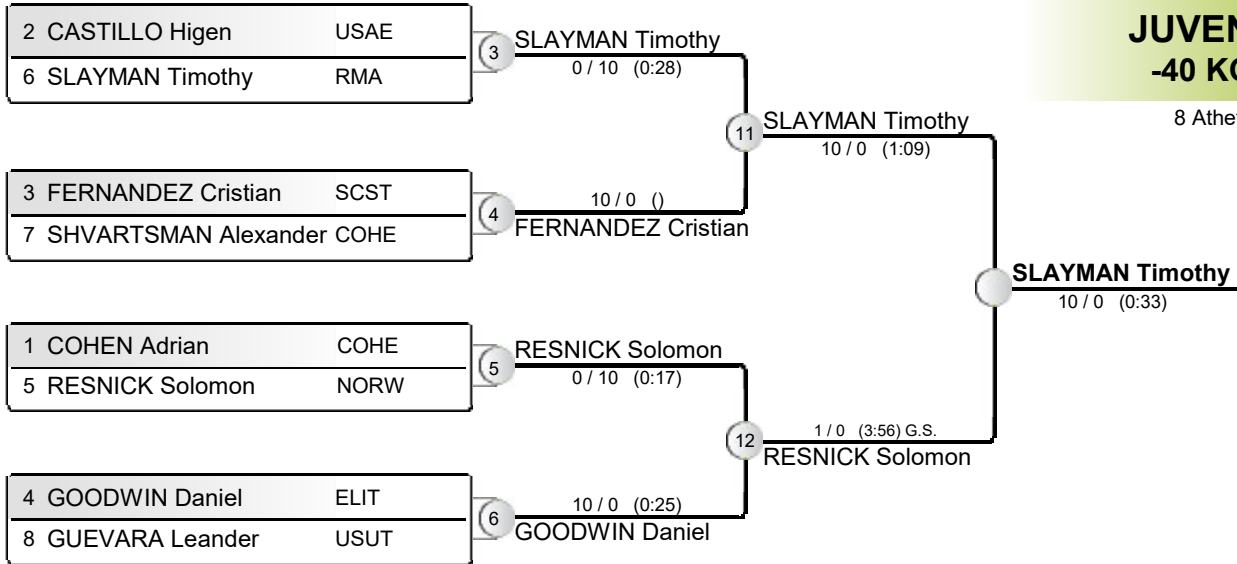 JUVEN
-40 KG
8 Athe
2 CASTILLO Higen USAE
6 SLAYMAN Timothy RMA
3 SLAYMAN Timothy
0 / 10 (0:28)
11 SLAYMAN Timothy
10 / 0 (1:09)
3 FERNANDEZ Cristian SCST
7 SHVARTSMAN Alexander COHE
4 10 / 0 ()
FERNANDEZ Cristian
SLAYMAN Timothy
10 / 0 (0:33)
1 COHEN Adrian COHE
5 RESNICK Solomon NORW
5 RESNICK Solomon
0 / 10 (0:17)
12 1 / 0 (3:56) G.S.
RESNICK Solomon
4 GOODWIN Daniel ELIT
8 GUEVARA Leander USUT
6 10 / 0 (0:25)
GOODWIN Daniel